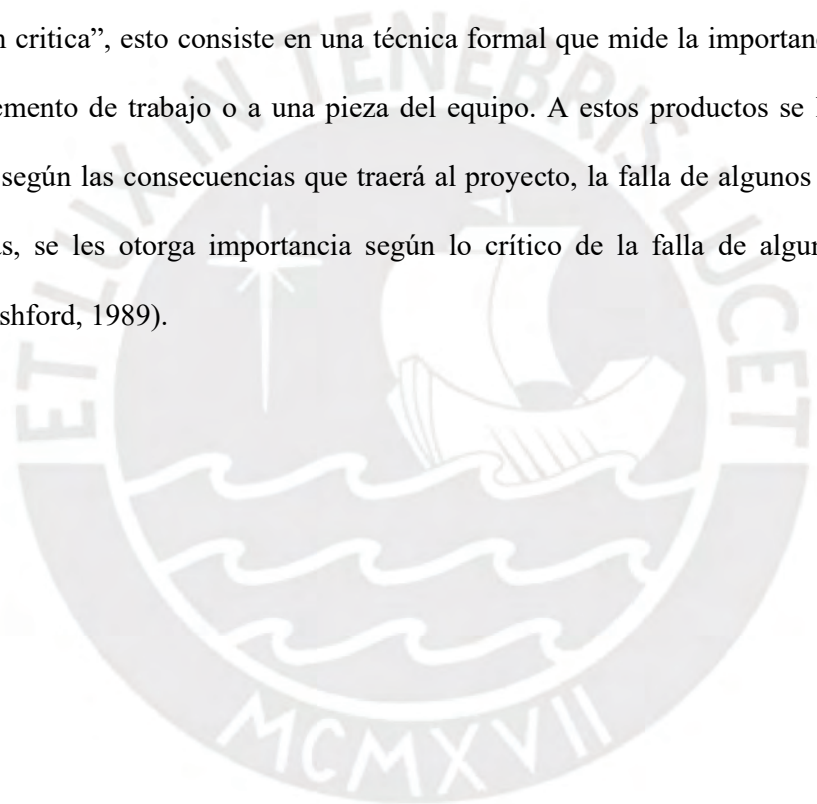 n critica”, esto consiste en una técnica formal que mide la importanc
emento de trabajo o a una pieza del equipo. A estos productos se l
según las consecuencias que traerá al proyecto, la falla de algunos
as, se les otorga importancia según lo crítico de la falla de algun
shford, 1989).
ET LUX IN TENEBRIS LUCET
MCMXVII